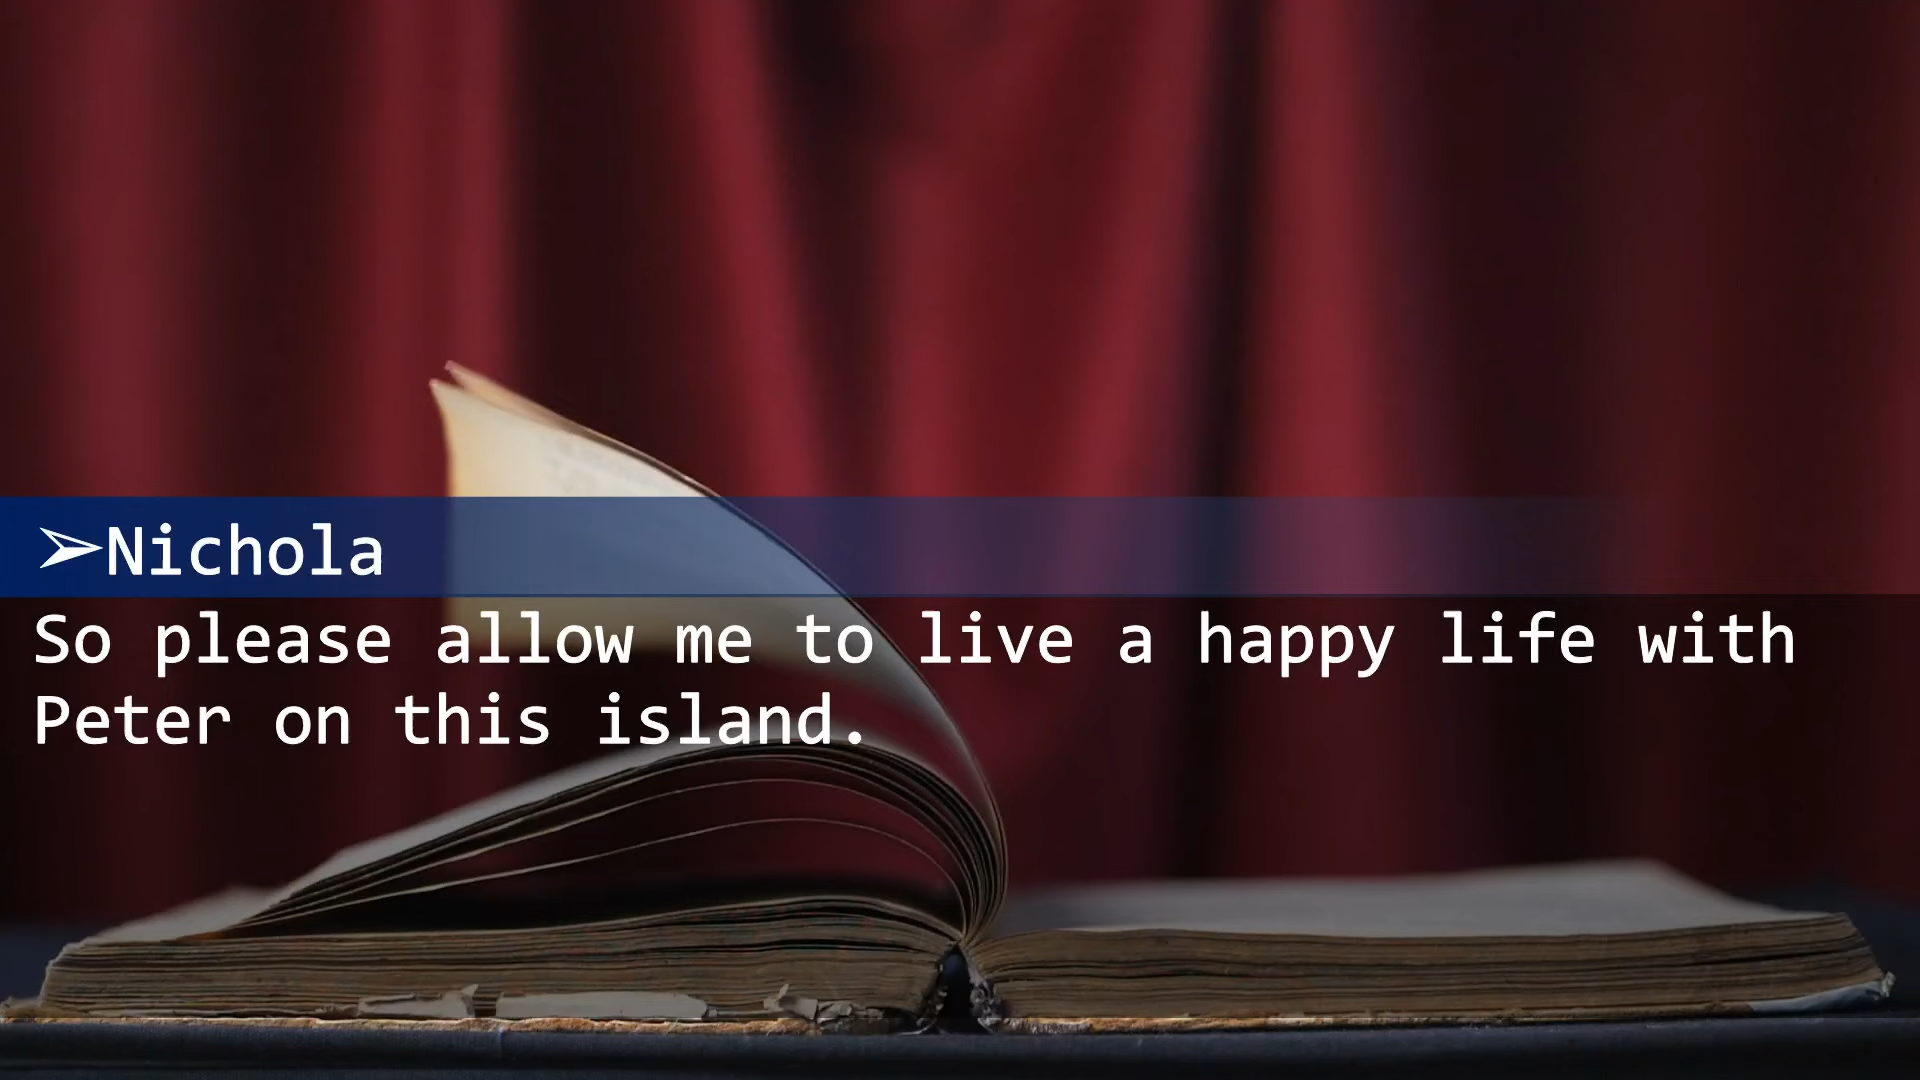 ➢Nichola
So please allow me to live a happy life with
Peter on this island.